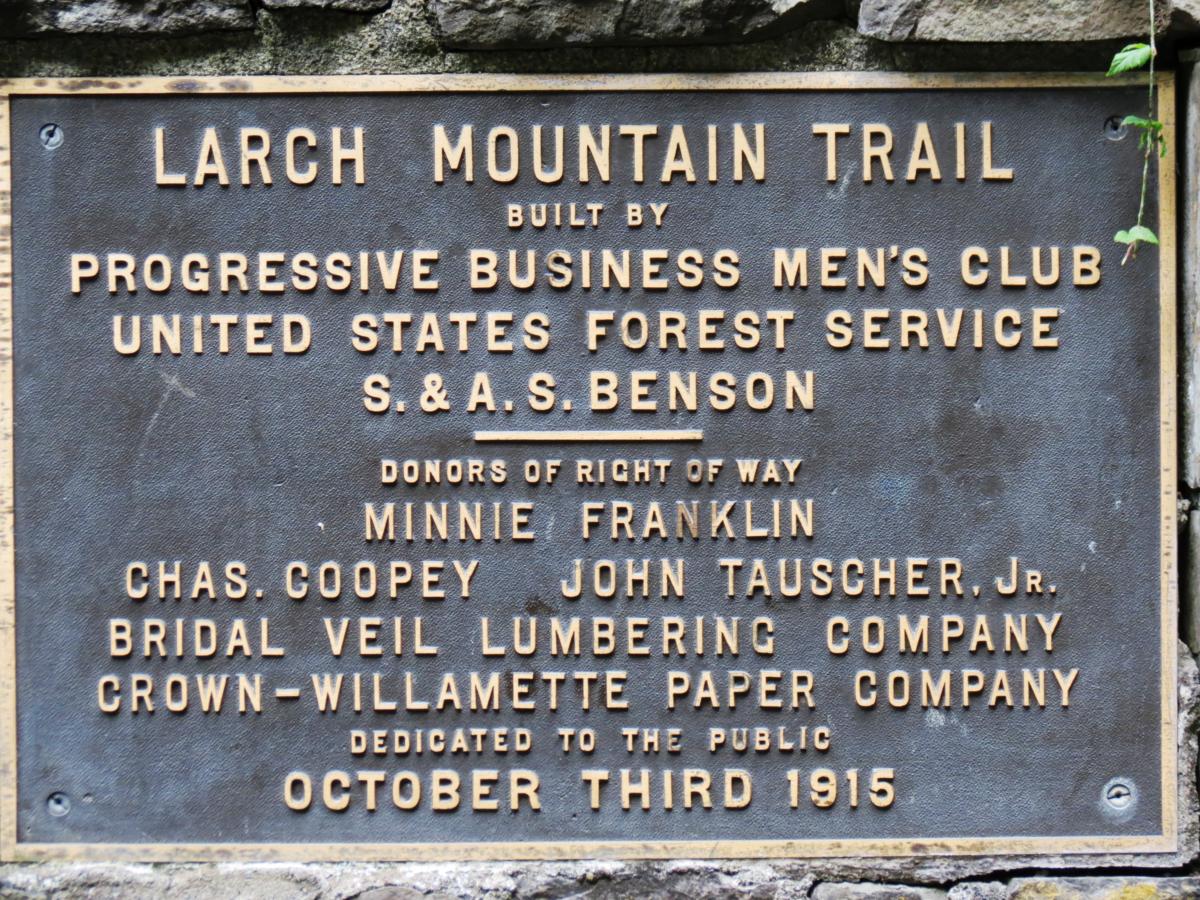 LARCH MOUNTAIN TRAIL
BUILT BY
PROGRESSIVE BUSINESS MEN'S CLUB
UNITED STATES FOREST SERVICE
S. & A. S. BENSON
DONORS OF RIGHT OF WAY
MINNIE FRANKLIN
CHAS. COOPEY JOHN TAUSCHER, JR.
BRIDAL VEIL LUMBERING COMPANY
CROWN-WILLAMETTE PAPER COMPANY
DEDICATED TO THE PUBLIC
OCTOBER THIRD 1915